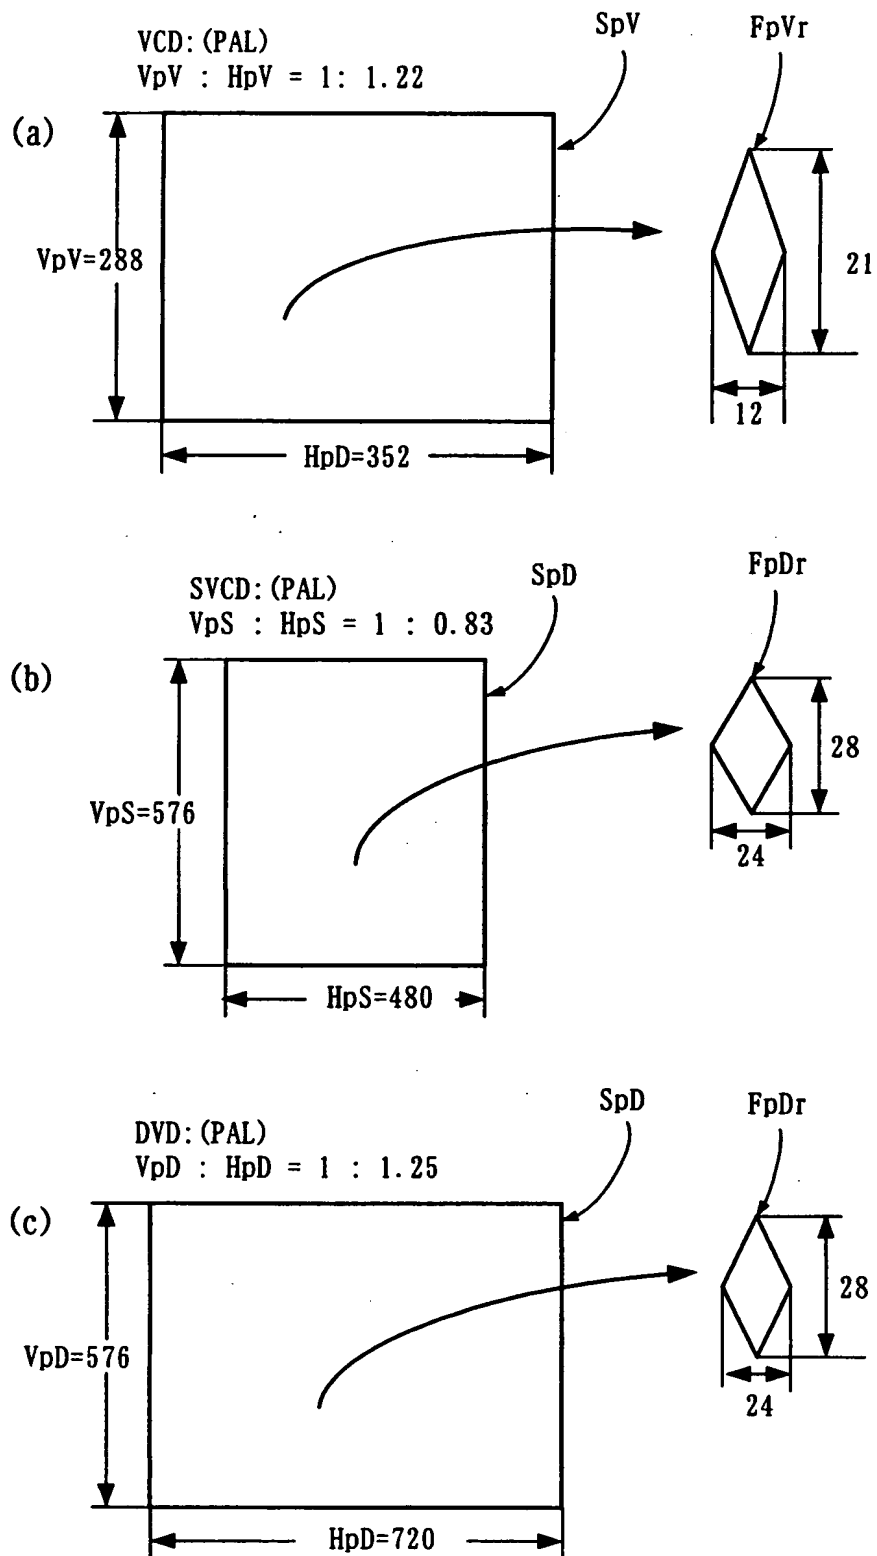 VCD:(PAL)
VpV : HpV = 1: 1.22
SpV
FpVr
(a)
VpV=288
21
12
HpD=352
SVCD:(PAL)
VpS : HpS = 1 : 0.83
SpD
FpDr
(b)
VpS=576
28
24
HpS=480
DVD:(PAL)
VpD : HpD = 1 : 1.25
SpD
FpDr
(c)
VpD=576
28
24
HpD=720